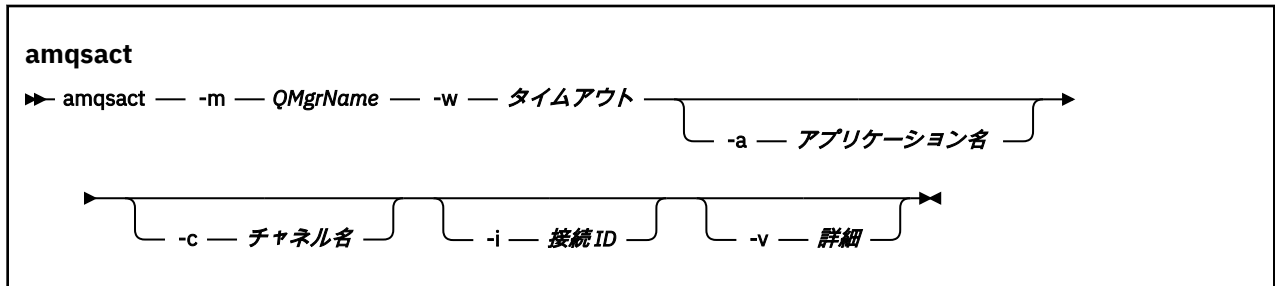 amqsact
amqsact -m QMgrName -w タイムアウト
-a アプリケーション名
-c チャネル名 -i 接続 ID -v 詳細